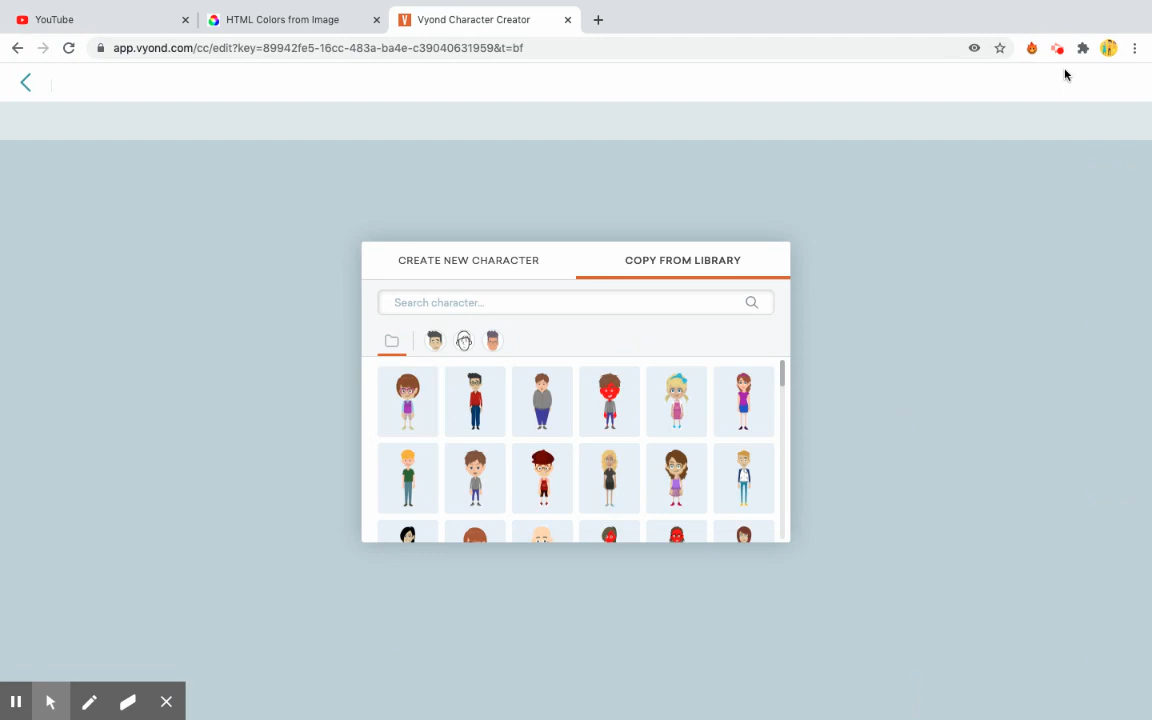 YouTube
HTML Colors from Image
Vyond Character Creator
app.vyond.com/cc/edit?key=89942fe5-16cc-483a-ba4e-c39040631959&t=bf
CREATE NEW CHARACTER
COPY FROM LIBRARY
Search character...